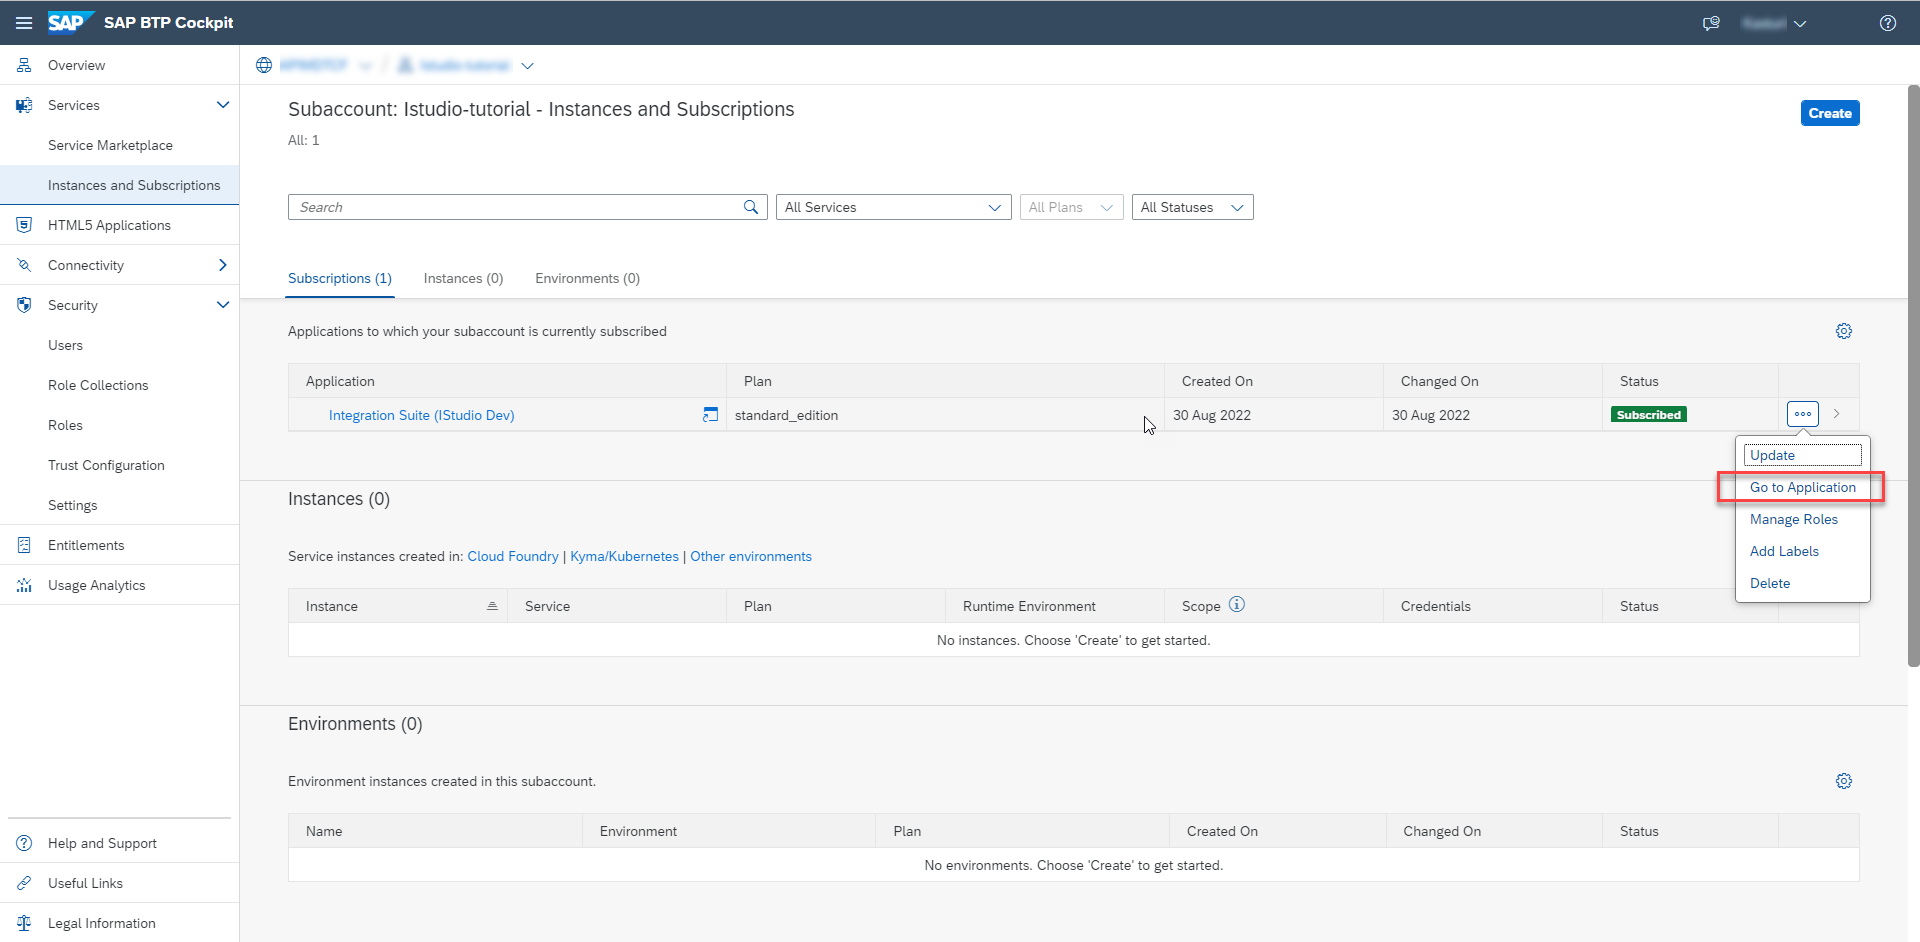 SAP SAP BTP Cockpit
Overview
Services
Service Marketplace
Instances and Subscriptions
HTML5 Applications
Connectivity
Security
Users
Role Collections
Roles
Trust Configuration
Settings
Entitlements
Usage Analytics
Help and Support
Useful Links
Legal Information
Subaccount: Istudio-tutorial - Instances and Subscriptions
All: 1
Create
Search All Services All Plans All Statuses
Subscriptions (1) Instances (0) Environments (0)
Applications to which your subaccount is currently subscribed
Application Plan Created On Changed On Status
Integration Suite (IStudio Dev) standard_edition 30 Aug 2022 30 Aug 2022 Subscribed
Update
Go to Application
Manage Roles
Add Labels
Delete
Instances (0)
Service instances created in: Cloud Foundry | Kyma/Kubernetes | Other environments
Instance Service Plan Runtime Environment Scope Credentials Status
No instances. Choose 'Create' to get started.
Environments (0)
Environment instances created in this subaccount.
Name Environment Plan Created On Changed On Status
No environments. Choose 'Create' to get started.